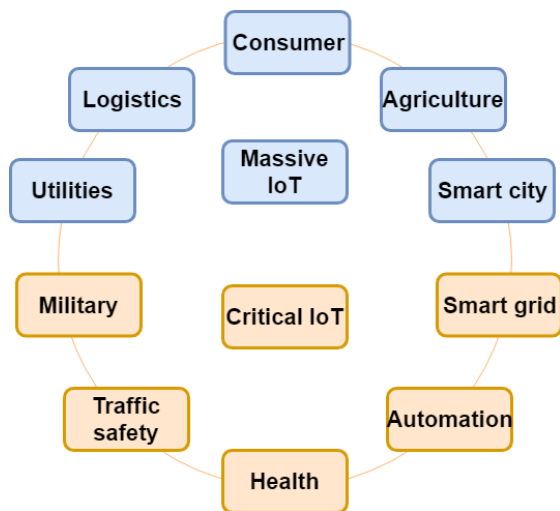 Consumer
Logistics
Agriculture
Massive
IoT
Utilities
Smart city
Military
Critical IoT
Smart grid
Traffic
safety
Automation
Health